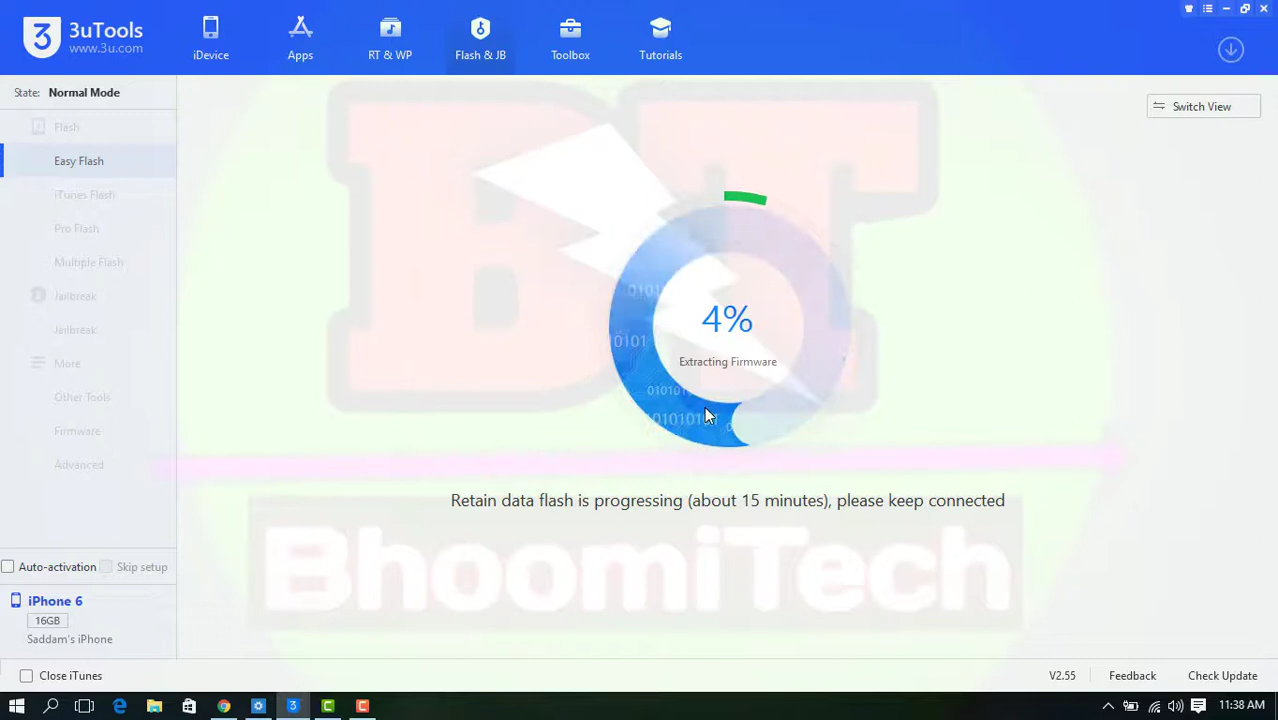 3 3uTools
www.3u.com
iDevice
Apps
RT & WP
Flash & JB
Toolbox
Tutorials
State: Normal Mode
Switch View
Flash
Easy Flash
iTunes Flash
Pro Flash
Multiple Flash
Jailbreak
Jailbreak
More
Other Tools
Firmware
Advanced
BT
4%
Extracting Firmware
Retain data flash is progressing (about 15 minutes), please keep connected
BhoomiTech
Auto-activation Skip setup
iPhone 6
16GB
Saddam's iPhone
Close iTunes
V2.55
Feedback
Check Update
11:38 AM